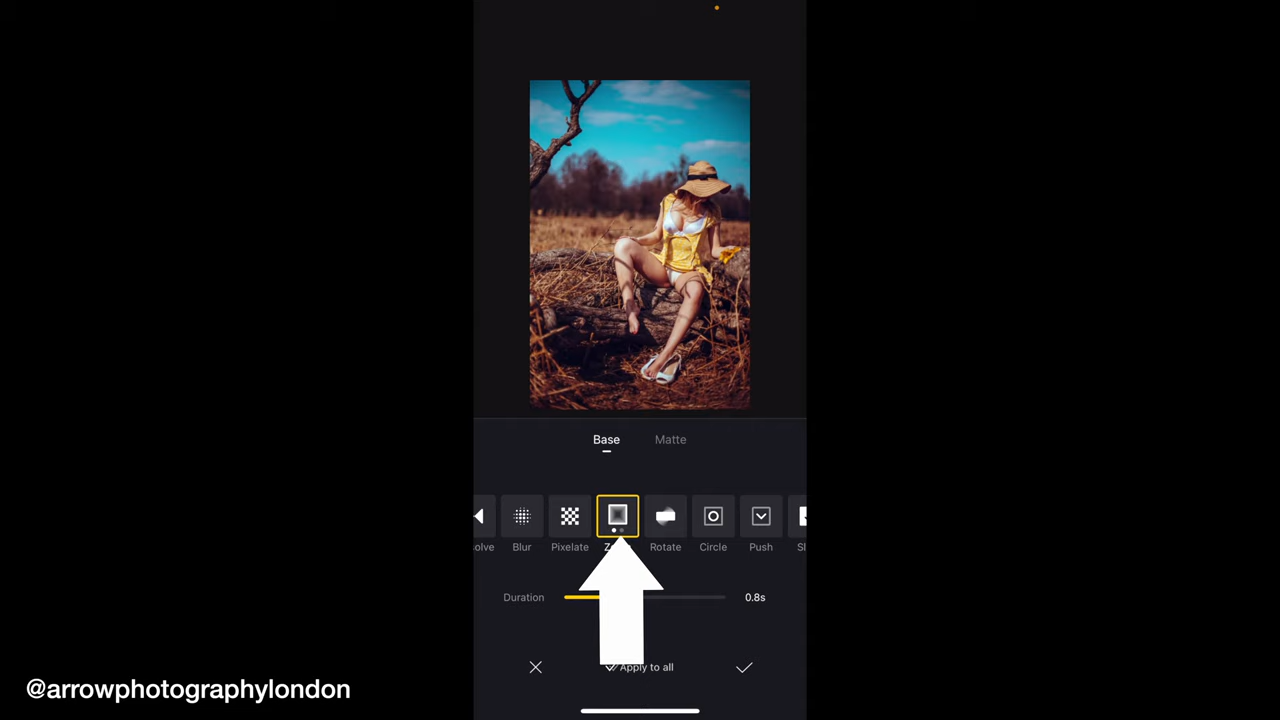 Base Matte
Blur Pixelate Rotate Circle Push
Duration 0.8s
Apply to all
@arrowphotographylondon